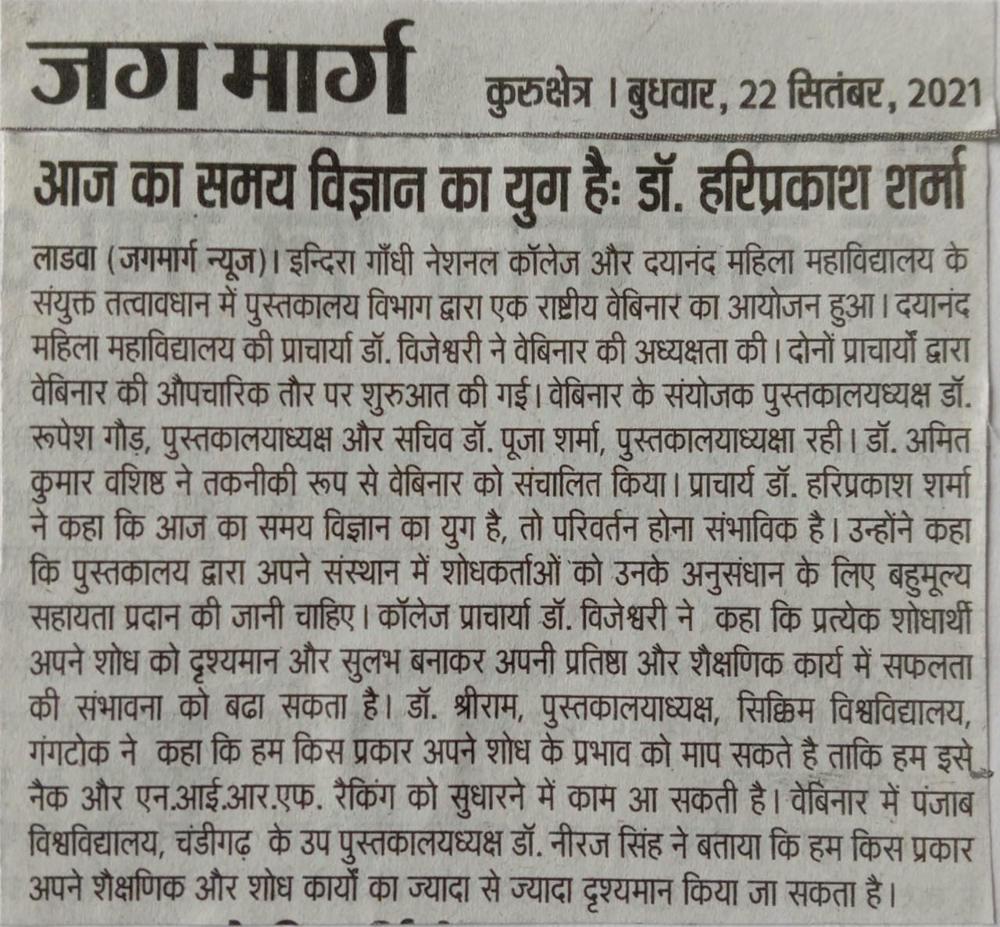 जग मार्ग
कुरुक्षेत्र । बुधवार, 22 सितंबर, 2021
आज का समय विज्ञान का युग है: डॉ. हरिप्रकाश शर्मा
लाडवा (जगमार्ग न्यूज)। इन्दिरा गाँधी नेशनल कॉलेज और दयानंद महिला महाविद्यालय के
संयुक्त तत्वावधान में पुस्तकालय विभाग द्वारा एक राष्टीय वेबिनार का आयोजन हुआ। दयानंद
महिला महाविद्यालय की प्राचार्या डॉ. विजेश्वरी ने वेबिनार की अध्यक्षता की। दोनों प्राचार्यों द्वारा
वेबिनार की औपचारिक तौर पर शुरुआत की गई। वेबिनार के संयोजक पुस्तकालयध्यक्ष डॉ.
रूपेश गौड़, पुस्तकालयाध्यक्ष और सचिव डॉ. पूजा शर्मा, पुस्तकालयाध्यक्षा रही। डॉ. अमित
कुमार वशिष्ठ ने तकनीकी रूप से वेबिनार को संचालित किया। प्राचार्य डॉ. हरिप्रकाश शर्मा
ने कहा कि आज का समय विज्ञान का युग है, तो परिवर्तन होना संभाविक है। उन्होंने कहा
कि पुस्तकालय द्वारा अपने संस्थान में शोधकर्ताओं को उनके अनुसंधान के लिए बहुमूल्य
सहायता प्रदान की जानी चाहिए। कॉलेज प्राचार्या डॉ. विजेश्वरी ने कहा कि प्रत्येक शोधार्थी
अपने शोध को दृश्यमान और सुलभ बनाकर अपनी प्रतिष्ठा और शैक्षणिक कार्य में सफलता
की संभावना को बढा सकता है। डॉ. श्रीराम, पुस्तकालयाध्यक्ष, सिक्किम विश्वविद्यालय,
गंगटोक ने कहा कि हम किस प्रकार अपने शोध के प्रभाव को माप सकते है ताकि हम इसे
नैक और एन.आई.आर.एफ. रैकिंग को सुधारने में काम आ सकती है। वेबिनार में पंजाब
विश्वविद्यालय, चंडीगढ़ के उप पुस्तकालयध्यक्ष डॉ. नीरज सिंह ने बताया कि हम किस प्रकार
अपने शैक्षणिक और शोध कार्यों का ज्यादा से ज्यादा दृश्यमान किया जा सकता है।